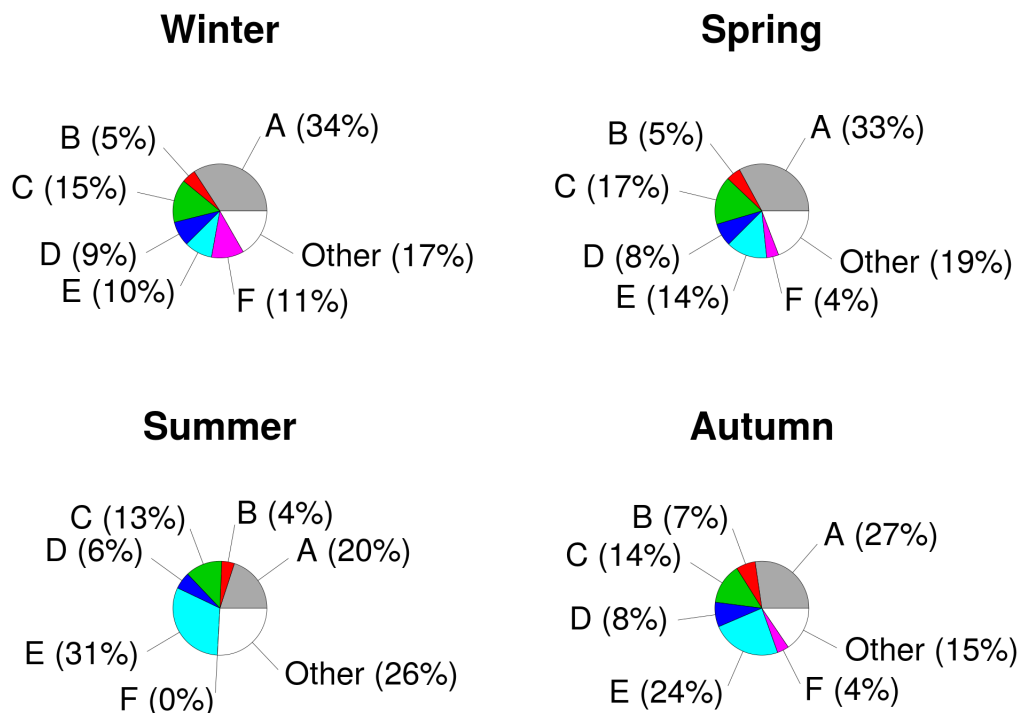 Winter
A (34%)
B (5%)
C (15%)
D (9%)
E (10%)
F (11%)
Other (17%)
Spring
A (33%)
B (5%)
C (17%)
D (8%)
E (14%)
F (4%)
Other (19%)
Summer
A (20%)
B (4%)
C (13%)
D (6%)
E (31%)
F (0%)
Other (26%)
Autumn
A (27%)
B (7%)
C (14%)
D (8%)
E (24%)
F (4%)
Other (15%)